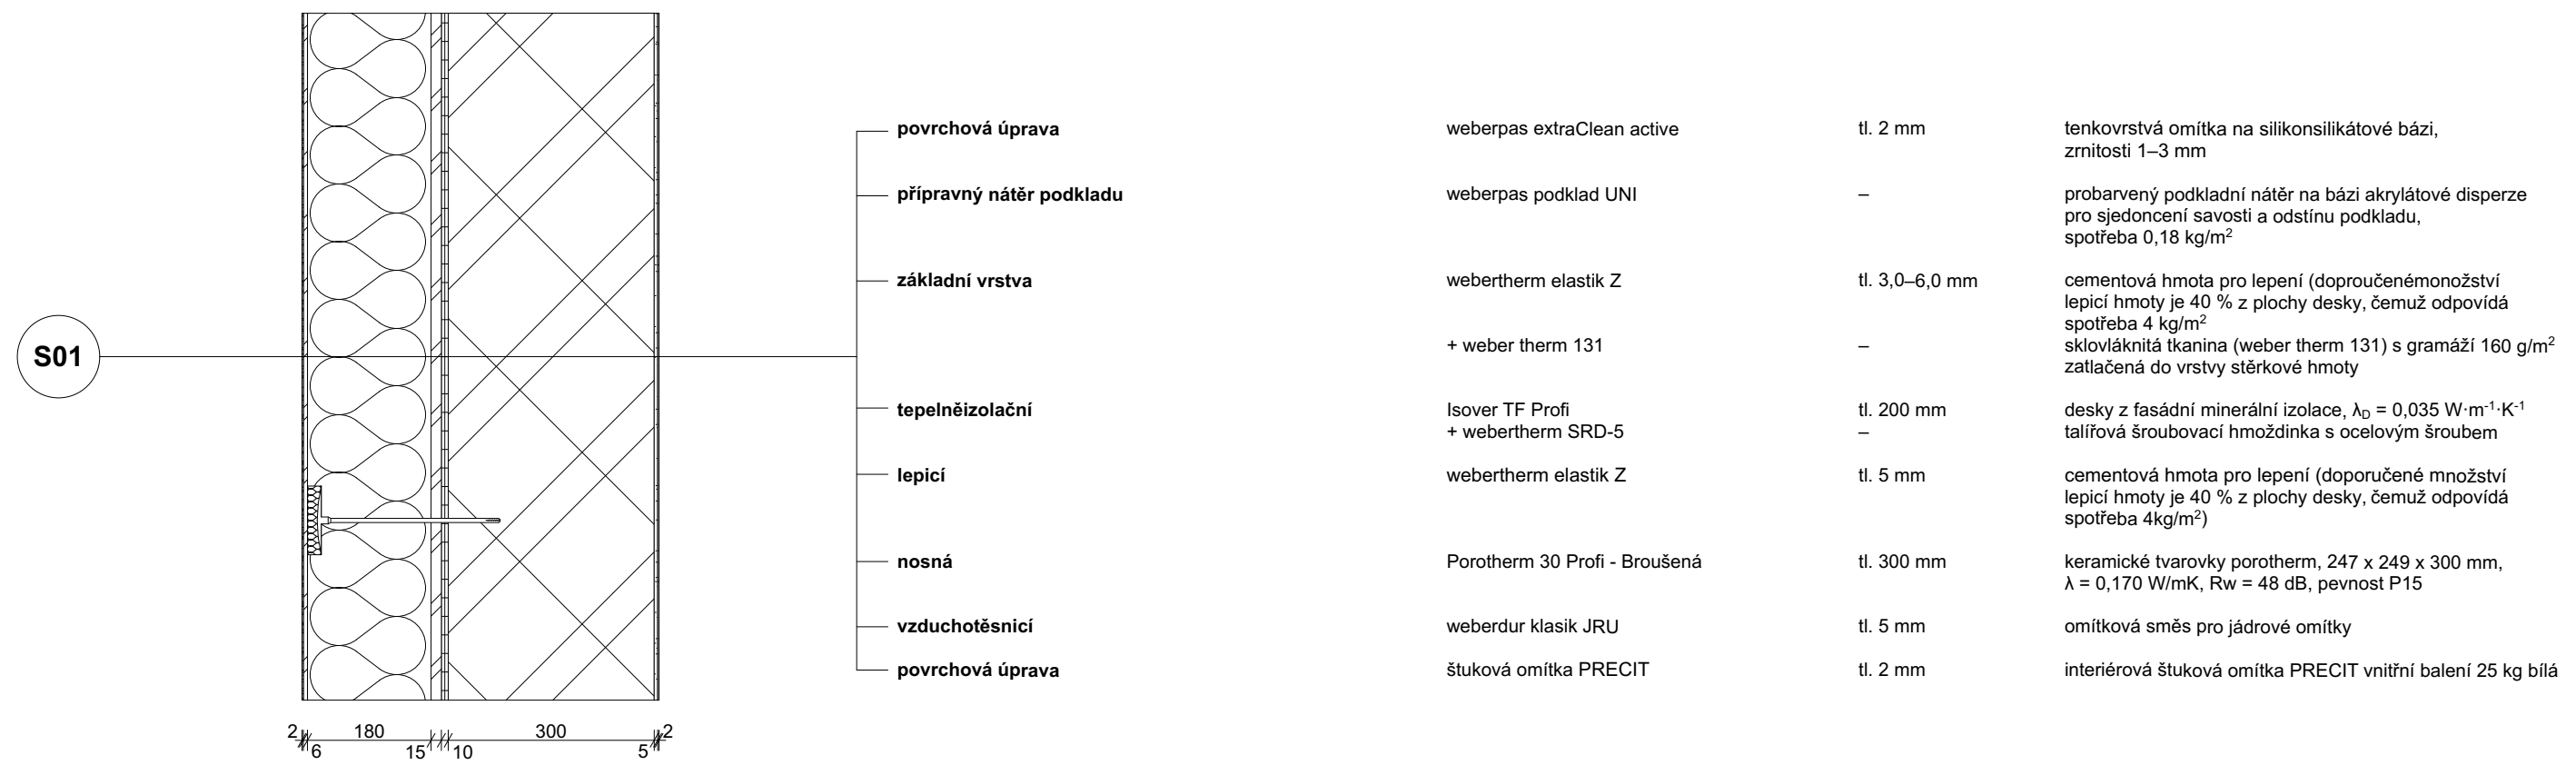 povrchová úprava weberpas extraClean active tl. 2 mm tenkovrstvá omítka na silikonsilikátové bázi,
zrnitosti 1–3 mm
přípravný nátěr podkladu weberpas podklad UNI – probarvený podkladní nátěr na bázi akrylátové disperze
pro sjedoncení savosti a odstínu podkladu,
spotřeba 0,18 kg/m²
základní vrstva webertherm elastik Z tl. 3,0–6,0 mm cementová hmota pro lepení (doproučenémonožství
lepicí hmoty je 40 % z plochy desky, čemuž odpovídá
spotřeba 4 kg/m²
+ weber therm 131 – sklovláknitá tkanina (weber therm 131) s gramáží 160 g/m²
zatlačená do vrstvy stěrkové hmoty
S01
tepelněizolační Isover TF Profi tl. 200 mm desky z fasádní minerální izolace, λD = 0,035 W·m⁻¹·K⁻¹
+ webertherm SRD-5 – talířová šroubovací hmoždinka s ocelovým šroubem
lepicí webertherm elastik Z tl. 5 mm cementová hmota pro lepení (doporučené množství
lepicí hmoty je 40 % z plochy desky, čemuž odpovídá
spotřeba 4kg/m²)
nosná Porotherm 30 Profi - Broušená tl. 300 mm keramické tvarovky porotherm, 247 x 249 x 300 mm,
λ = 0,170 W/mK, Rw = 48 dB, pevnost P15
vzduchotěsnicí weberdur klasik JRU tl. 5 mm omítková směs pro jádrové omítky
povrchová úprava štuková omítka PRECIT tl. 2 mm interiérová štuková omítka PRECIT vnitřní balení 25 kg bílá
2 180 300 2
6 15 10 5